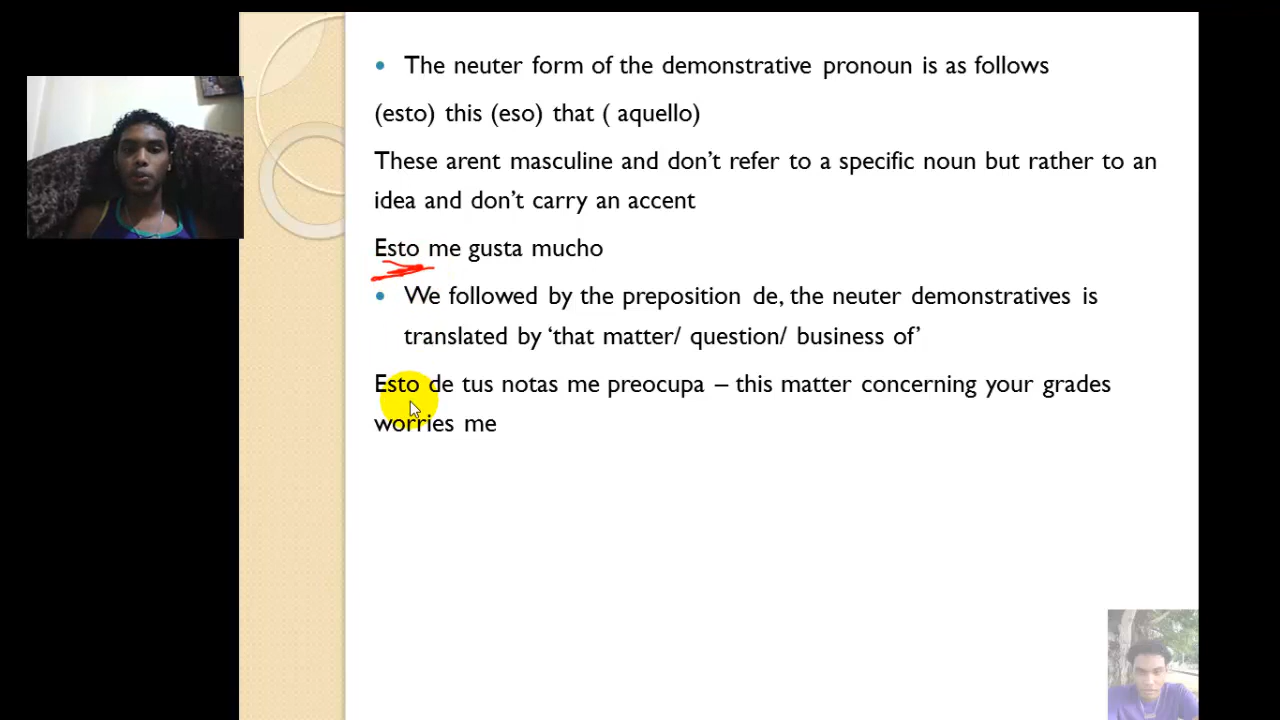 The neuter form of the demonstrative pronoun is as follows
(esto) this (eso) that ( aquello)
These arent masculine and don't refer to a specific noun but rather to an
idea and don't carry an accent
Esto me gusta mucho
We followed by the preposition de, the neuter demonstratives is
translated by ‘that matter/ question/ business of’
Esto de tus notas me preocupa – this matter concerning your grades
worries me